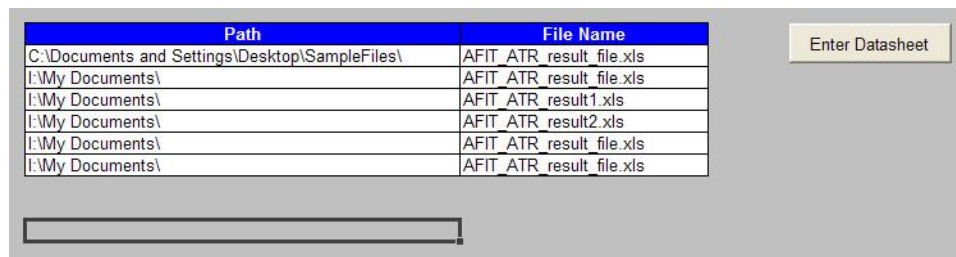 Path File Name
C:\Documents and Settings\Desktop\SampleFiles\ AFIT_ATR_result_file.xls
I:\My Documents\ AFIT_ATR_result_file.xls
I:\My Documents\ AFIT_ATR_result1.xls
I:\My Documents\ AFIT_ATR_result2.xls
I:\My Documents\ AFIT_ATR_result_file.xls
I:\My Documents\ AFIT_ATR_result_file.xls
Enter Datasheet